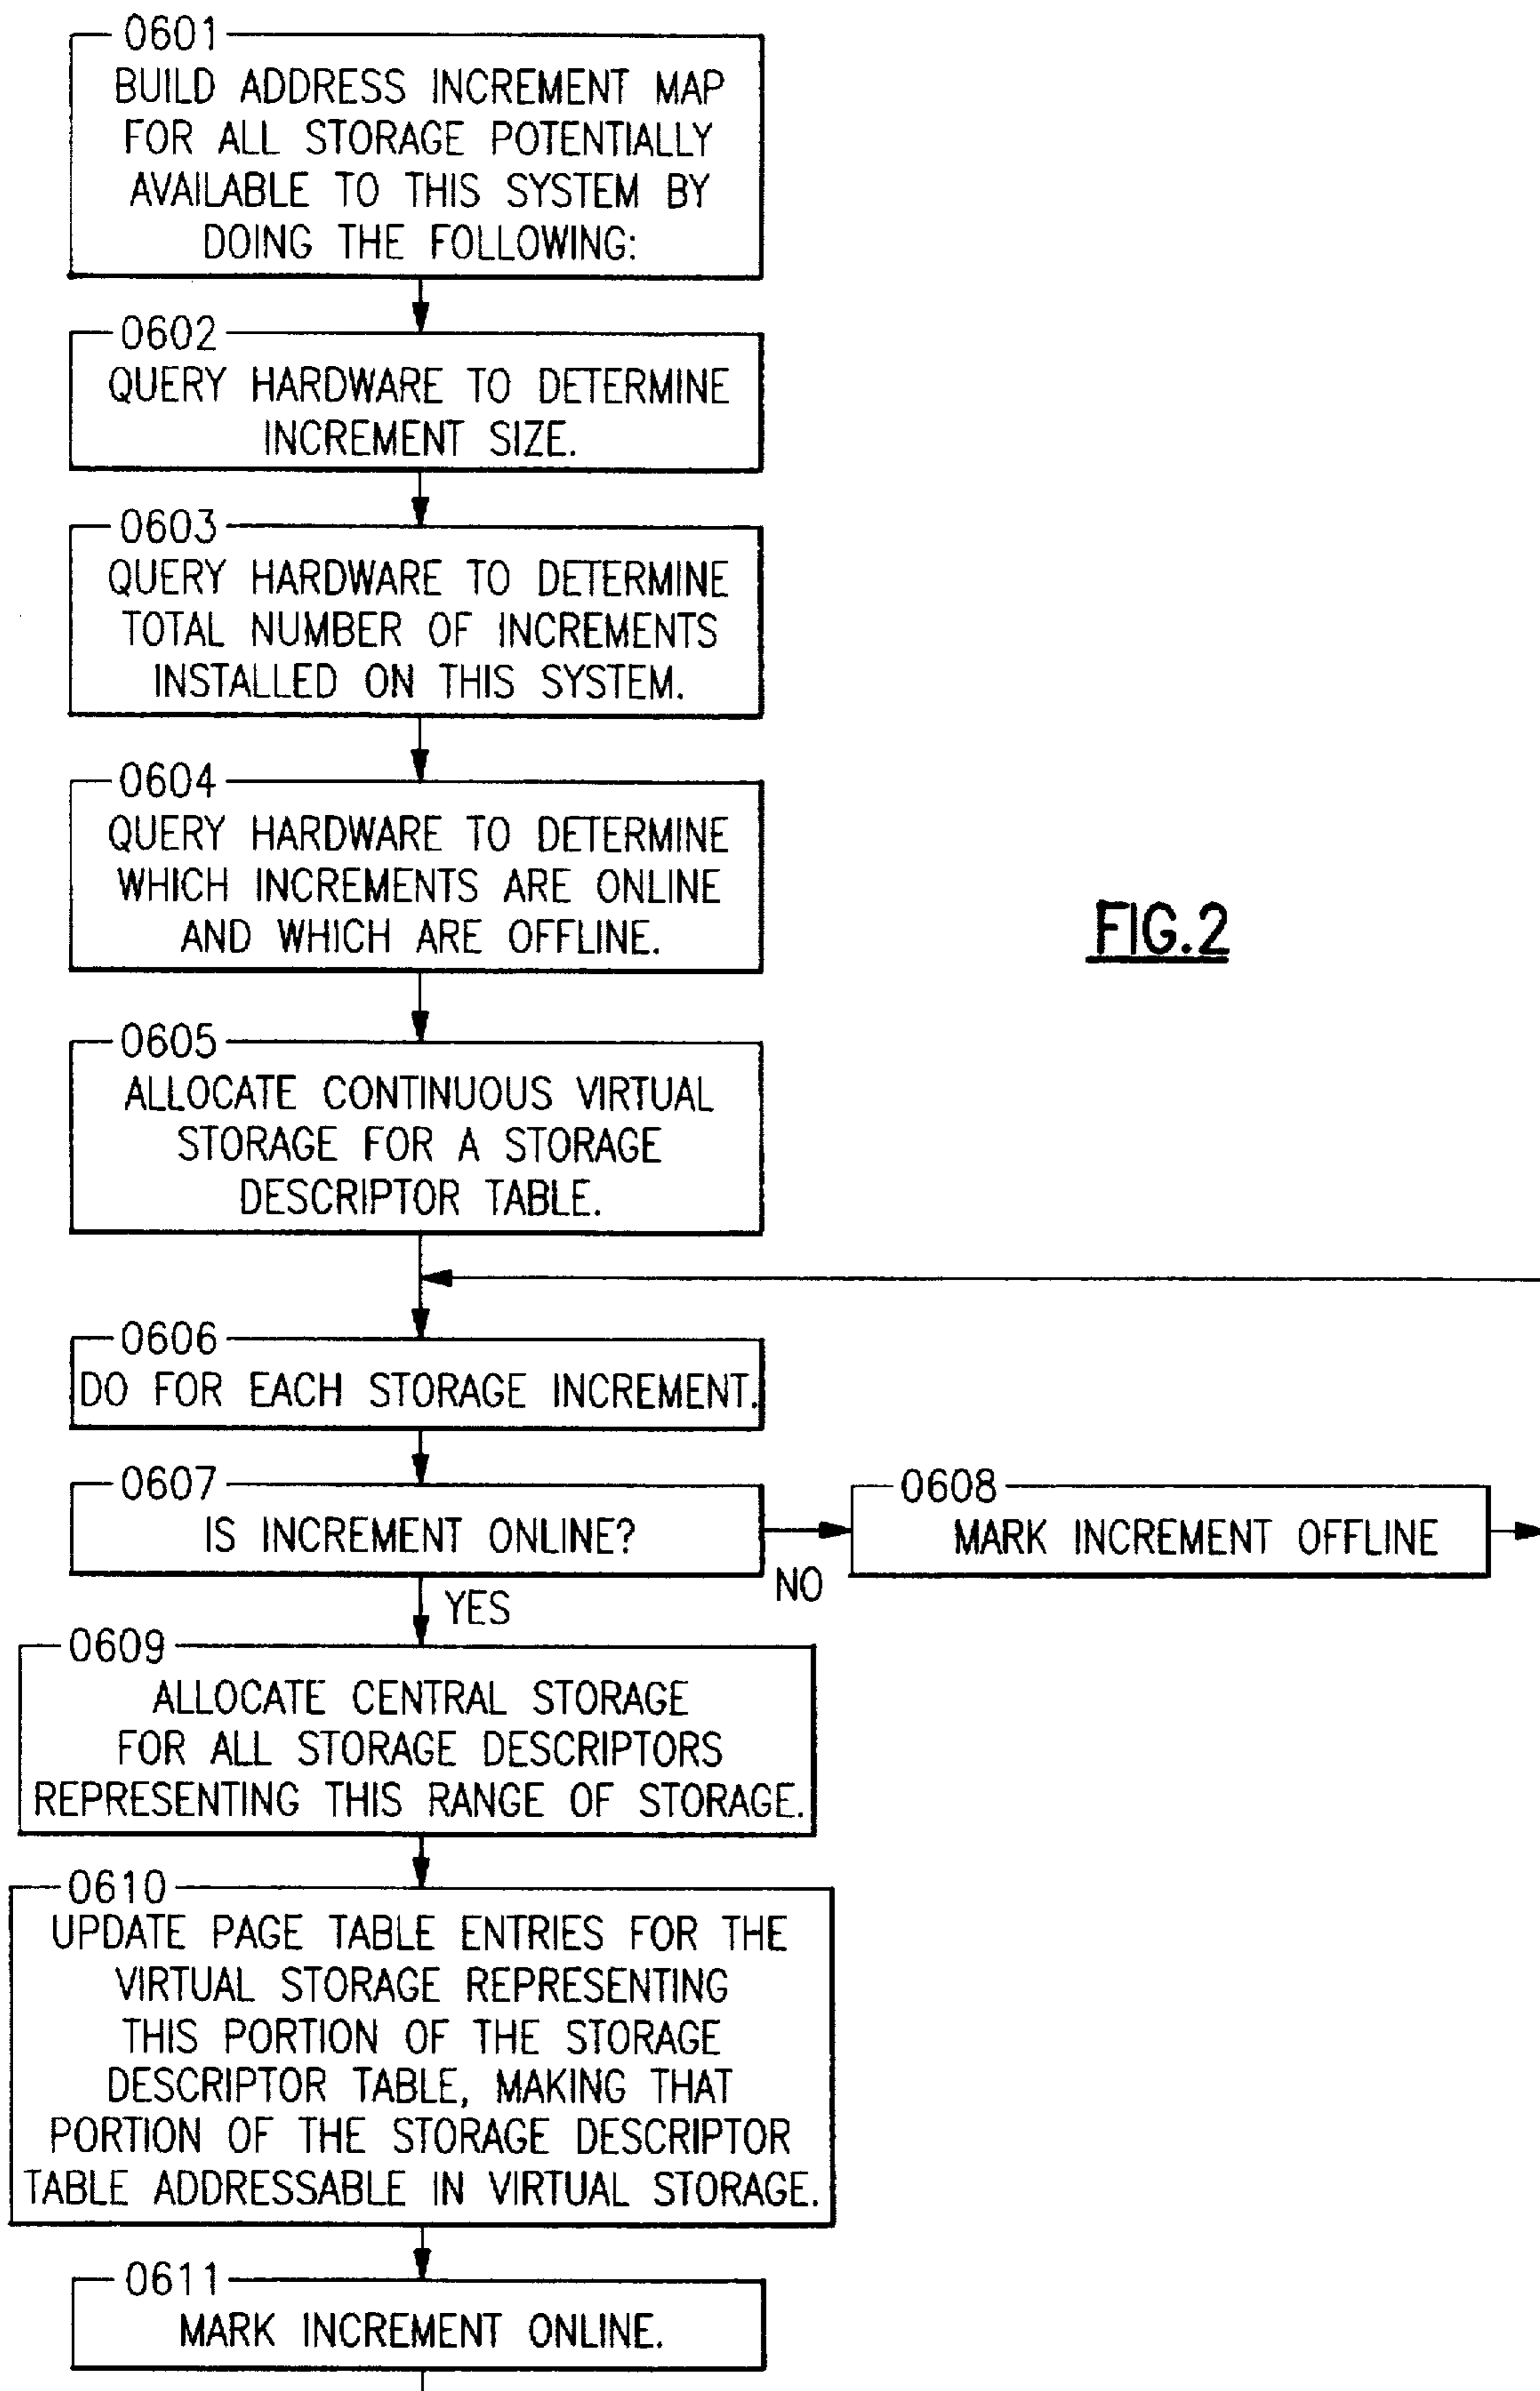 0601
BUILD ADDRESS INCREMENT MAP
FOR ALL STORAGE POTENTIALLY
AVAILABLE TO THIS SYSTEM BY
DOING THE FOLLOWING:
0602
QUERY HARDWARE TO DETERMINE
INCREMENT SIZE.
0603
QUERY HARDWARE TO DETERMINE
TOTAL NUMBER OF INCREMENTS
INSTALLED ON THIS SYSTEM.
0604
QUERY HARDWARE TO DETERMINE
WHICH INCREMENTS ARE ONLINE
AND WHICH ARE OFFLINE.
FIG.2
0605
ALLOCATE CONTINUOUS VIRTUAL
STORAGE FOR A STORAGE
DESCRIPTOR TABLE.
0606
DO FOR EACH STORAGE INCREMENT.
0607
IS INCREMENT ONLINE?
NO
0608
MARK INCREMENT OFFLINE
YES
0609
ALLOCATE CENTRAL STORAGE
FOR ALL STORAGE DESCRIPTORS
REPRESENTING THIS RANGE OF STORAGE.
0610
UPDATE PAGE TABLE ENTRIES FOR THE
VIRTUAL STORAGE REPRESENTING
THIS PORTION OF THE STORAGE
DESCRIPTOR TABLE, MAKING THAT
PORTION OF THE STORAGE DESCRIPTOR
TABLE ADDRESSABLE IN VIRTUAL STORAGE.
0611
MARK INCREMENT ONLINE.